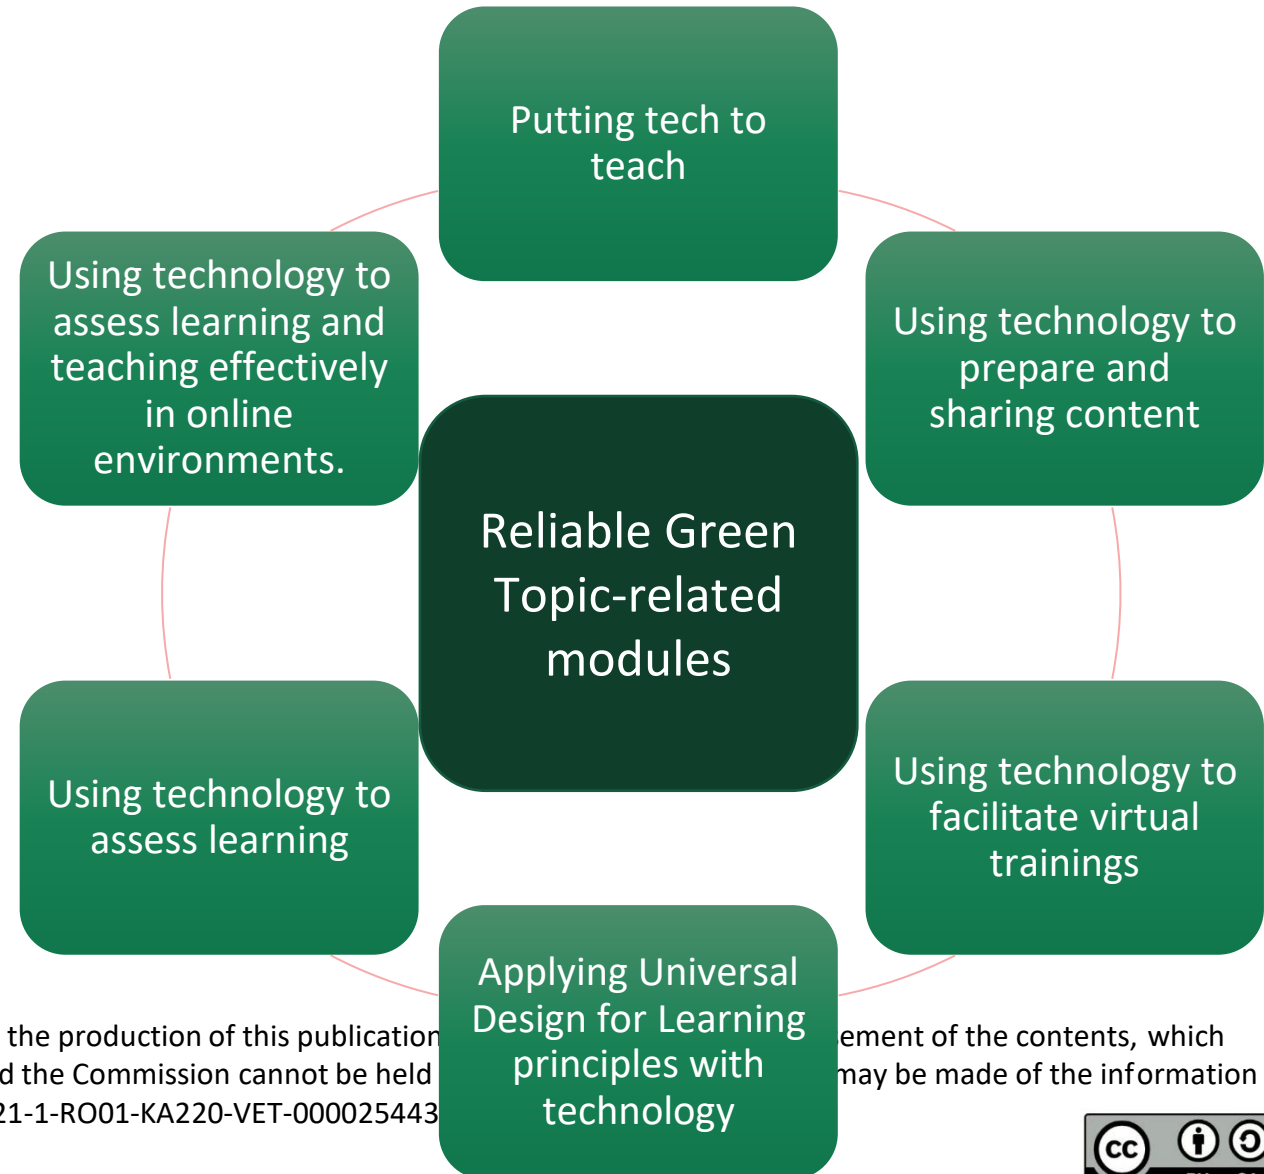 Putting tech to
teach
Using technology to
prepare and
sharing content
Using technology to
facilitate virtual
trainings
Applying Universal
Design for Learning
principles with
technology
Using technology to
assess learning
Using technology to
assess learning and
teaching effectively
in online
environments.
Reliable Green
Topic-related
modules
the production of this publication
ement of the contents, which
d the Commission cannot be held
may be made of the information
21-1-RO01-KA220-VET-000025443
cc